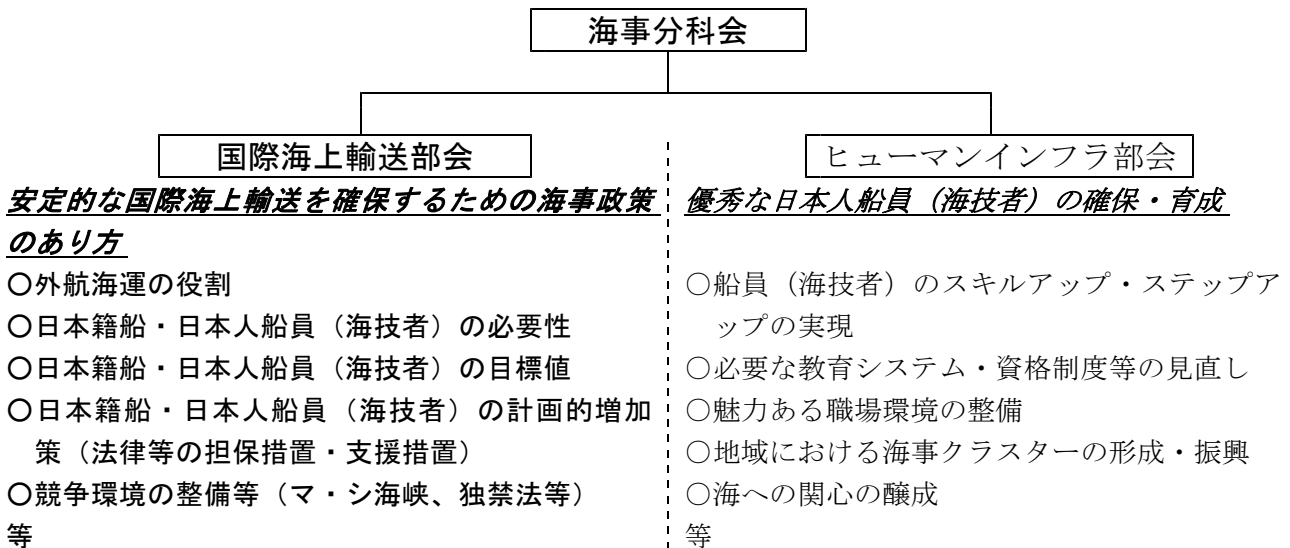 海事分科会
国際海上輸送部会
安定的な国際海上輸送を確保するための海事政策
のあり方
○外航海運の役割
○日本籍船・日本人船員（海技者）の必要性
○日本籍船・日本人船員（海技者）の目標値
○日本籍船・日本人船員（海技者）の計画的増加
策（法律等の担保措置・支援措置）
○競争環境の整備等（マ・シ海峡、独禁法等）
等
ヒューマンインフラ部会
優秀な日本人船員（海技者）の確保・育成
○船員（海技者）のスキルアップ・ステップア
ップの実現
○必要な教育システム・資格制度等の見直し
○魅力ある職場環境の整備
○地域における海事クラスターの形成・振興
○海への関心の醸成
等